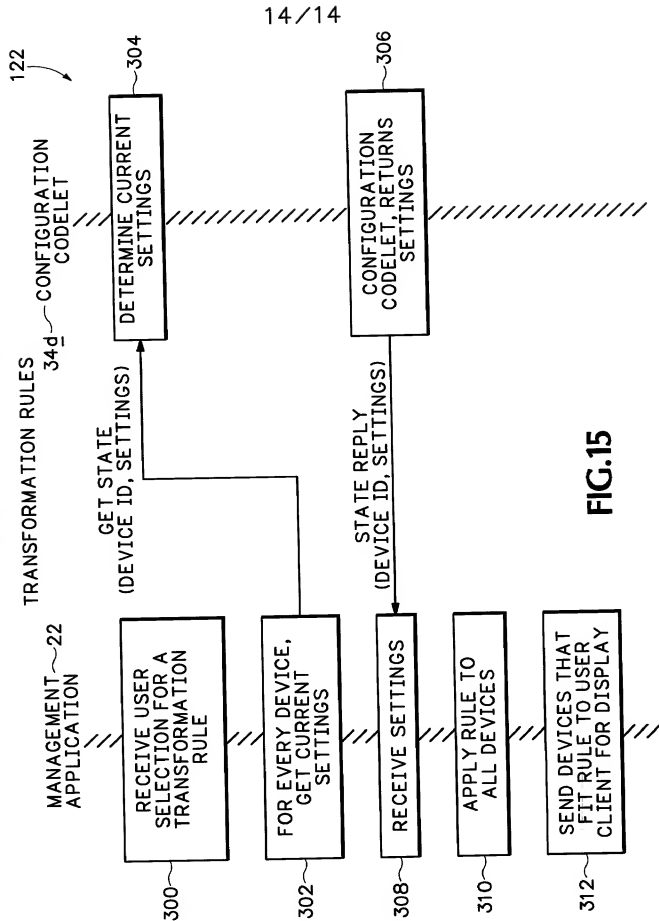 14/14
122
TRANSFORMATION RULES
MANAGEMENT 22
APPLICATION
34d CONFIGURATION
CODELET
RECEIVE USER
SELECTION FOR A
TRANSFORMATION
RULE
300
FOR EVERY DEVICE,
GET CURRENT
SETTINGS
302
GET STATE
(DEVICE ID, SETTINGS)
DETERMINE CURRENT
SETTINGS
304
CONFIGURATION
CODELET, RETURNS
SETTINGS
306
STATE REPLY
(DEVICE ID, SETTINGS)
RECEIVE SETTINGS
308
APPLY RULE TO
ALL DEVICES
310
SEND DEVICES THAT
FIT RULE TO USER
CLIENT FOR DISPLAY
312
FIG.15